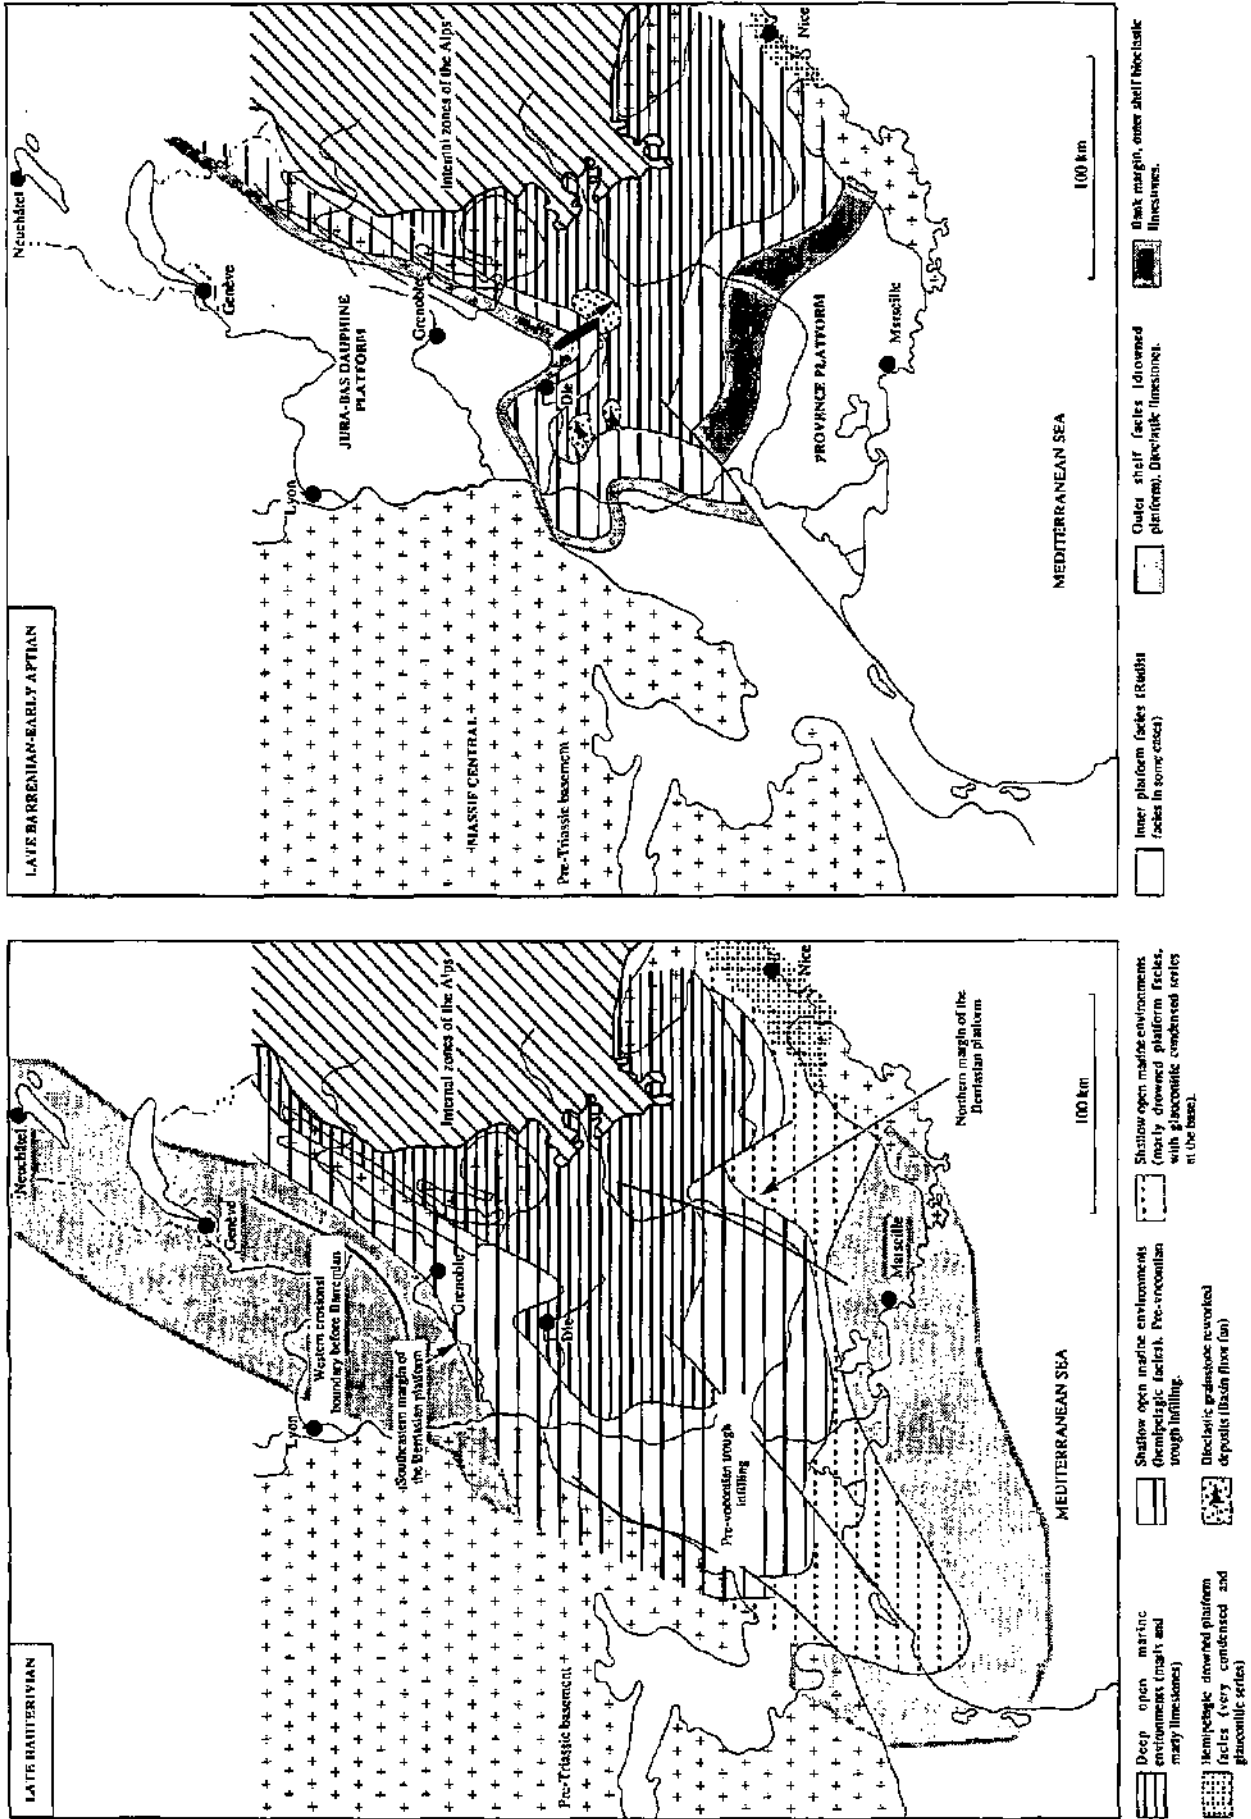 LATE HAUTERIVIAN
Neuchâtel
Genève
Lyon
Western erosional
boundary before Barremian
Southeastern margin of
the Berriasian platform
Grenoble
Internal zones of the Alps
Die
Pre-Triassic basement
Pre-vocontian trough
infilling
Nice
Northern margin of the
Berriasian platform
Marseille
MEDITERRANEAN SEA
100 km
Deep open marine
environments (marls and
marly limestones)
Shallow open marine environments
(hemipelagic facies). Pre-vocontian
trough infilling.
Shallow open marine environments
(marly drowned platform facies,
with glauconitic condensed series
at the base).
Hemipelagic drowned platform
facies (very condensed and
glauconitic series)
Bioclastic grainstone reworked
deposits (Basin floor fan)
LATE BARREMIAN-EARLY APTIAN
Neuchâtel
Genève
Lyon
JURA-BAS DAUPHINE
PLATFORM
Grenoble
Internal zones of the Alps
MASSIF CENTRAL
Die
Pre-Triassic basement
Nice
PROVENCE PLATFORM
Marseille
MEDITERRANEAN SEA
100 km
Inner platform facies (Rudist
facies in some cases)
Outer shelf facies (drowned
platform). Bioclastic limestones.
Bank margin, outer shelf bioclastic
limestones.